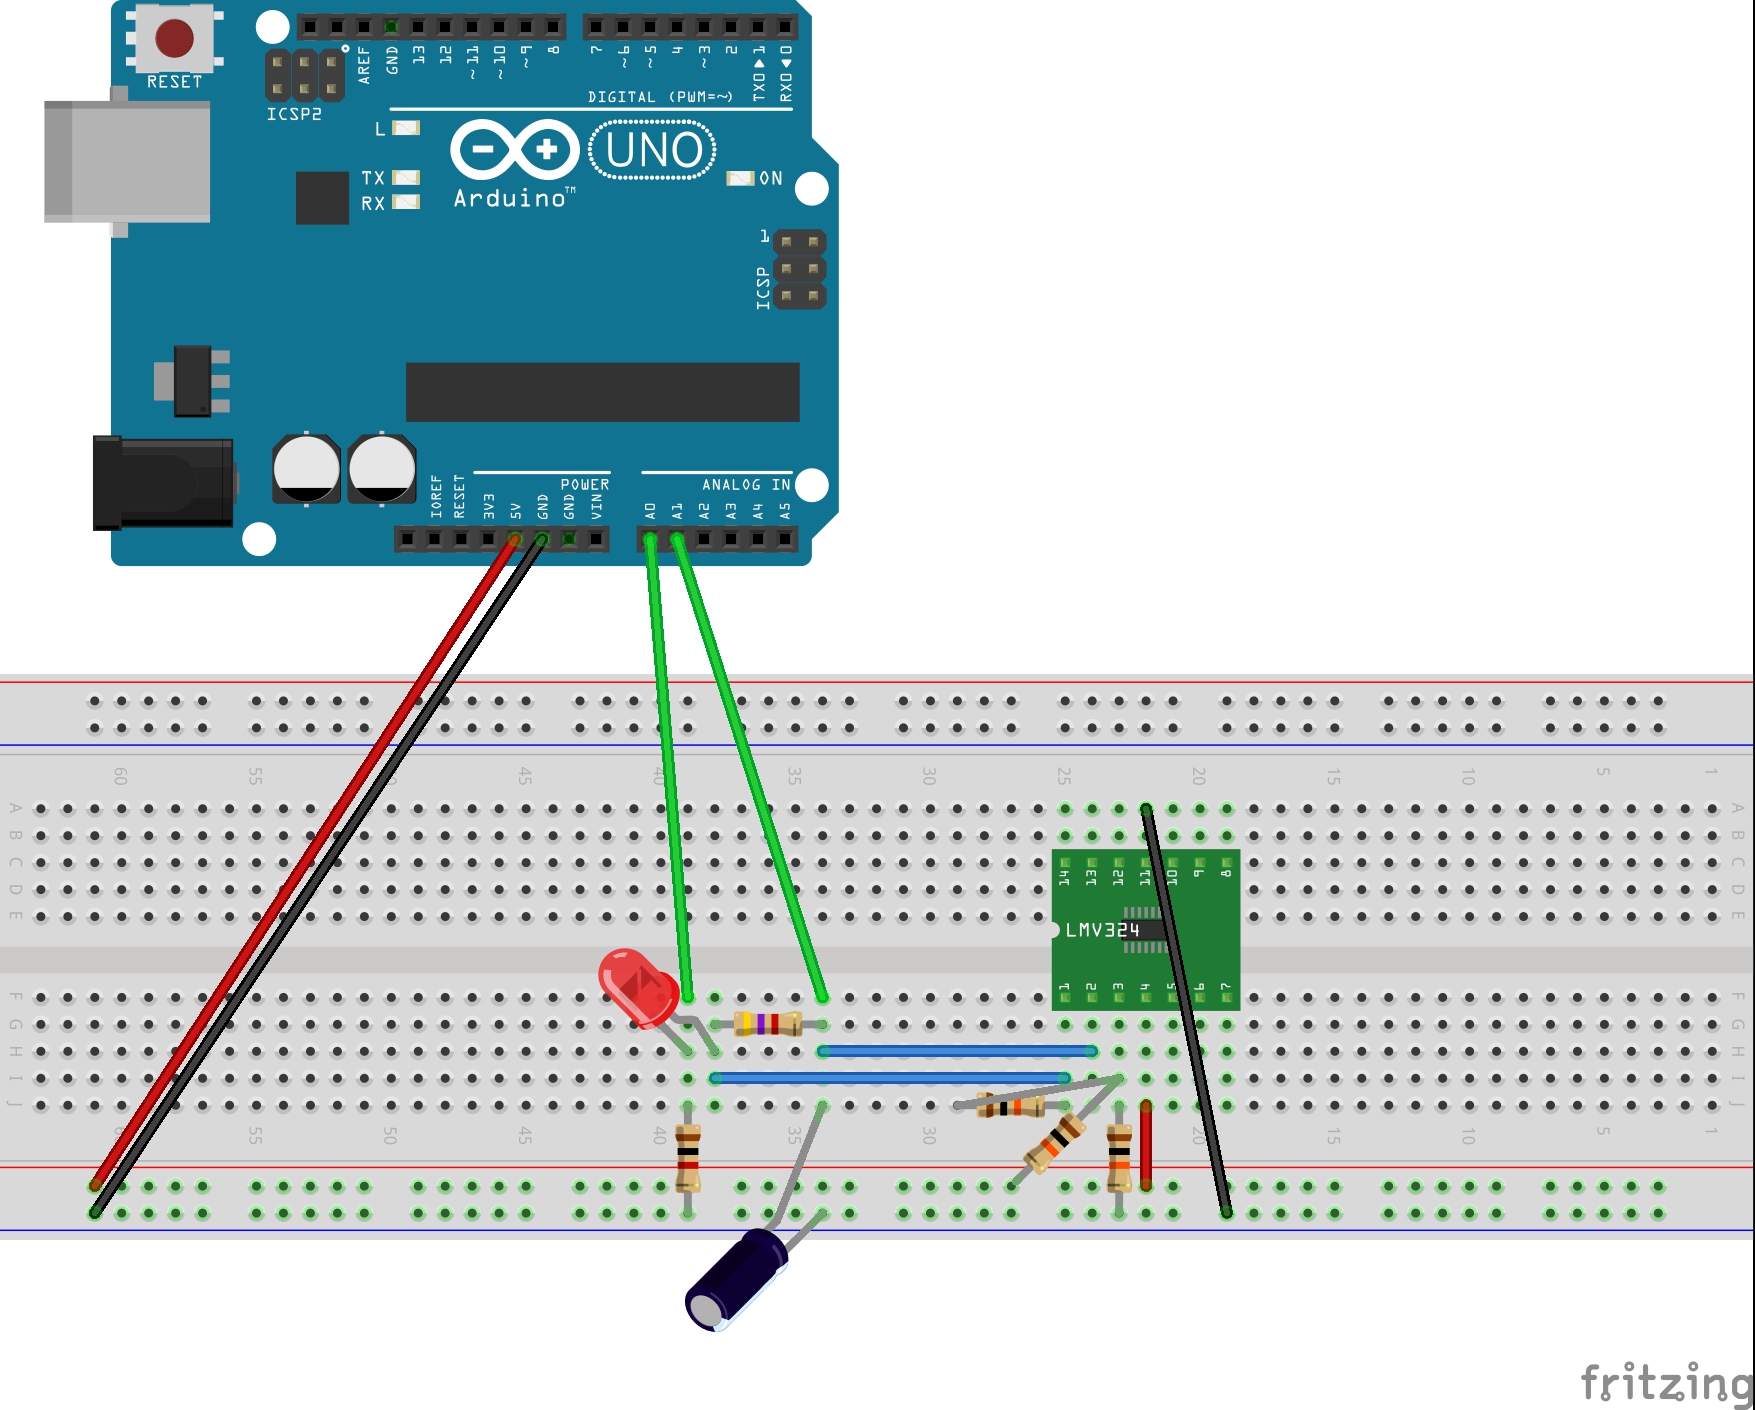 RESET
ICSP2
AREF
GND
13
12
~11
~10
~9
8
7
~6
~5
4
~3
2
TX0▶1
RX0◀0
DIGITAL (PWM=~)
L
TX
RX
UNO
ON
Arduino™
1
ICSP
POWER
ANALOG IN
IOREF
RESET
3V3
5V
GND
GND
VIN
A0
A1
A2
A3
A4
A5
60 55 45 40 35 30 25 20 15 10 5 1
A A
B B
C C
D D
E E
14 13 12 11 10 9 8
LMV324
1 2 3 4 5 6 7
F F
G G
H H
I I
J J
55 50 45 40 35 30 20 15 10 5 1
fritzing